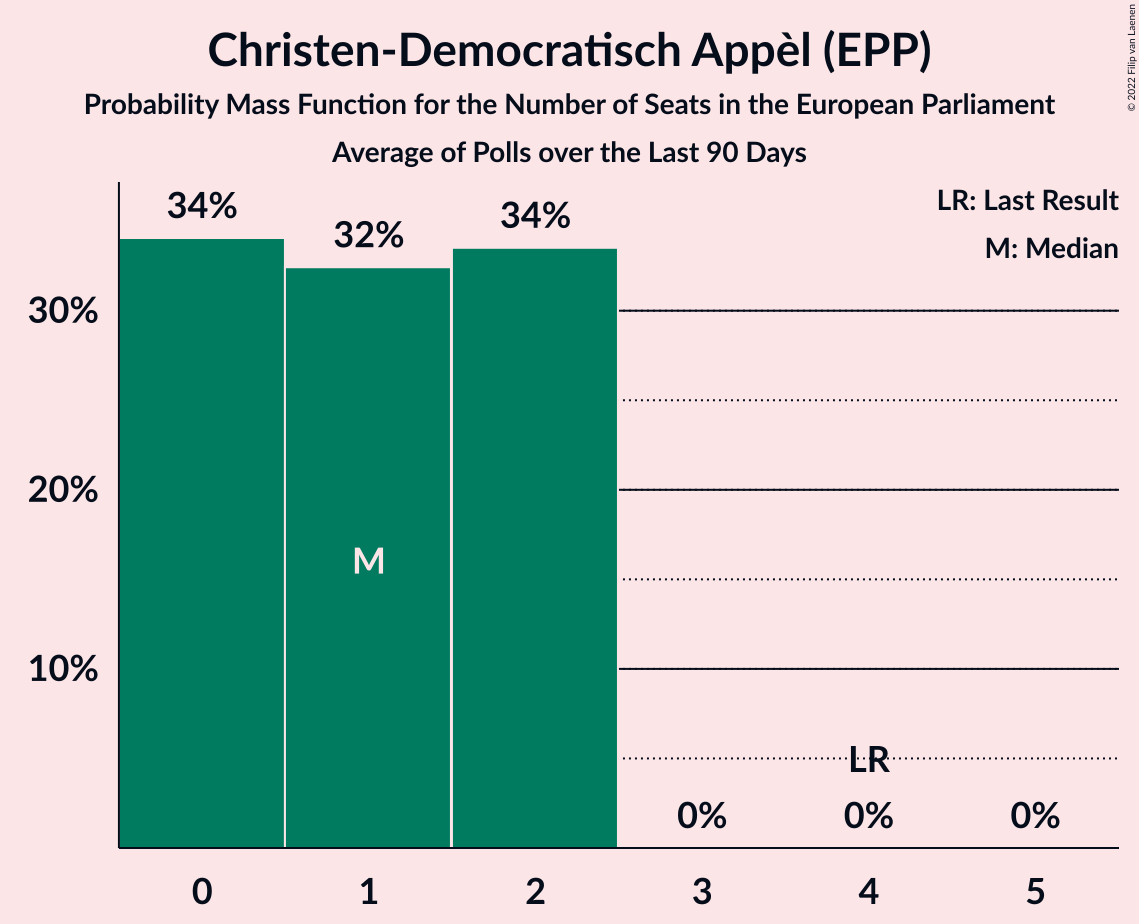 Christen-Democratisch Appèl (EPP)
Probability Mass Function for the Number of Seats in the European Parliament
Average of Polls over the Last 90 Days
© 2022 Filip van Laenen
LR: Last Result
M: Median
34%
32%
34%
30%
20%
10%
M
LR
0%
0%
0%
0
1
2
3
4
5